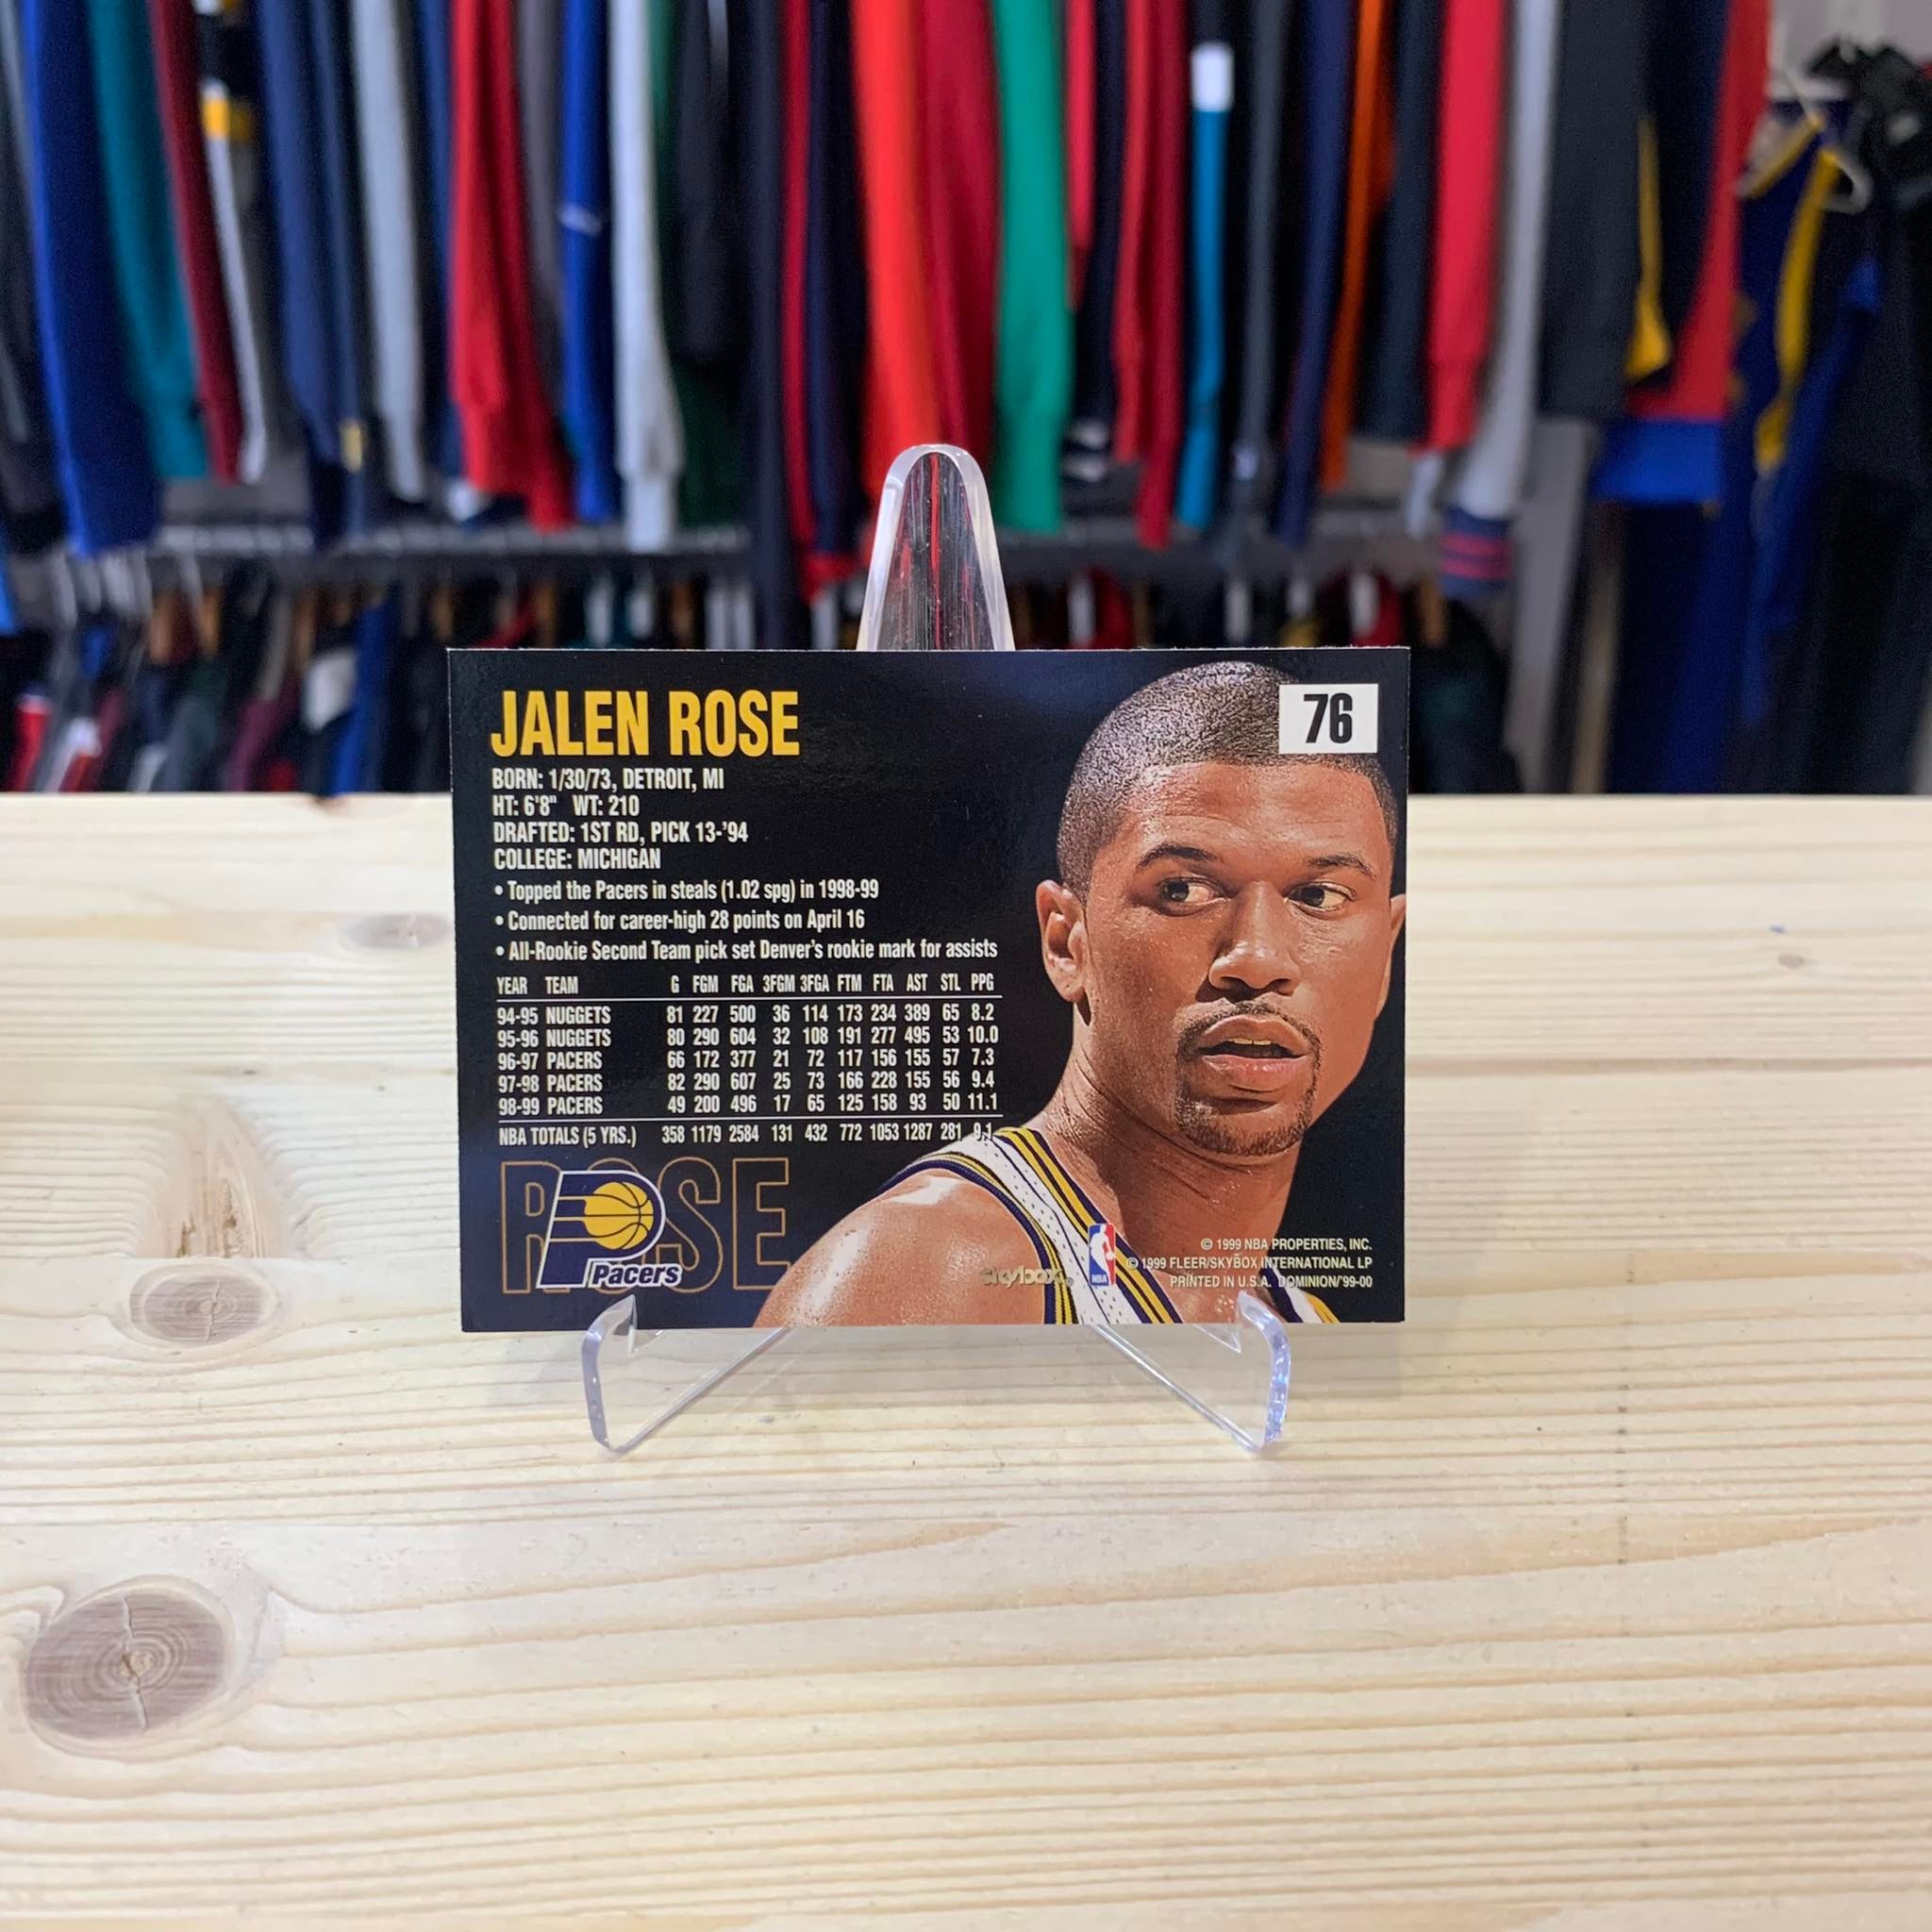 JALEN ROSE
76
BORN: 1/30/73, DETROIT, MI
HT: 6'8" WT: 210
DRAFTED: 1ST RD, PICK 13-'94
COLLEGE: MICHIGAN
• Topped the Pacers in steals (1.02 spg) in 1998-99
• Connected for career-high 28 points on April 16
• All-Rookie Second Team pick set Denver's rookie mark for assists
YEAR TEAM G FGM FGA 3FGM 3FGA FTM FTA AST STL PPG
94-95 NUGGETS 81 227 500 36 114 173 234 389 65 8.2
95-96 NUGGETS 80 290 604 32 108 191 277 495 53 10.0
96-97 PACERS 66 172 377 21 72 117 156 155 57 7.3
97-98 PACERS 82 290 607 25 73 166 228 155 56 9.4
98-99 PACERS 49 200 496 17 65 125 158 93 50 11.1
NBA TOTALS (5 YRS.) 358 1179 2584 131 432 772 1053 1287 281 9.1
ROSE
Pacers
skybox
NBA
© 1999 NBA PROPERTIES, INC.
© 1999 FLEER/SKYBOX INTERNATIONAL LP
PRINTED IN U.S.A. DOMINION/'99-00